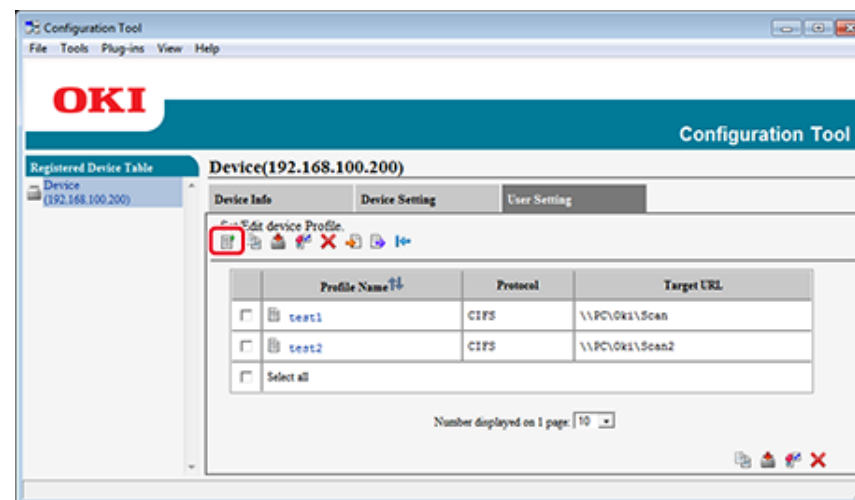 Configuration Tool
File Tools Plug-ins View Help
OKI
Configuration Tool
Registered Device Table
Device
(192.168.100.200)
Device(192.168.100.200)
Device Info Device Setting User Setting
Edit device Profile.
Profile Name Protocol Target URL
test1 CIFS \\PC\Oki\Scan
test2 CIFS \\PC\Oki\Scan2
Select all
Number displayed on 1 page: 10